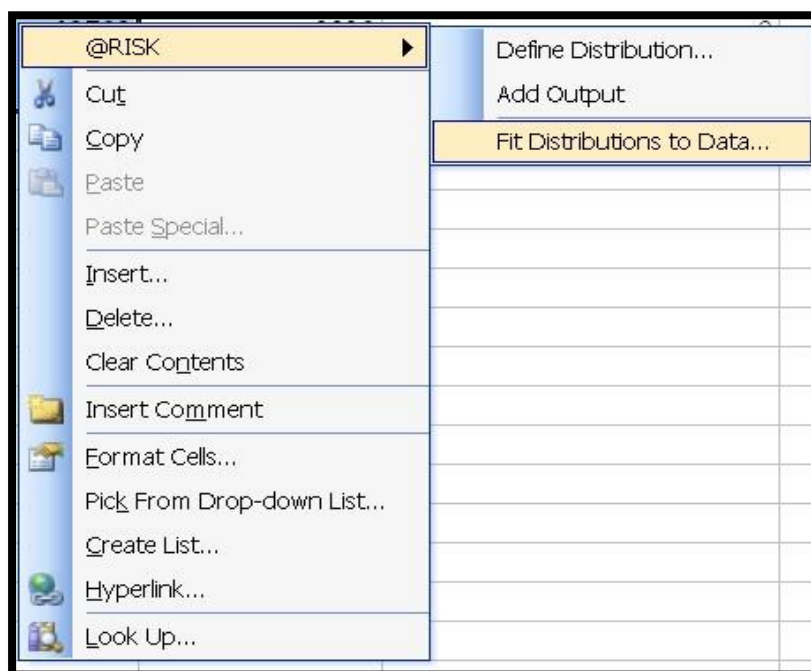 @RISK
Define Distribution...
Add Output
Fit Distributions to Data...
Cut
Copy
Paste
Paste Special...
Insert...
Delete...
Clear Contents
Insert Comment
Format Cells...
Pick From Drop-down List...
Create List...
Hyperlink...
Look Up...